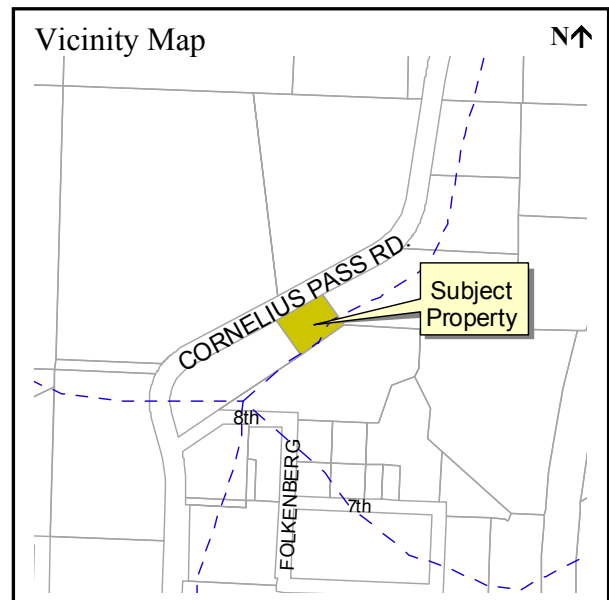 Vicinity Map
N↑
CORNELIUS PASS RD.
Subject
Property
8th
FOLKENBERG
7th